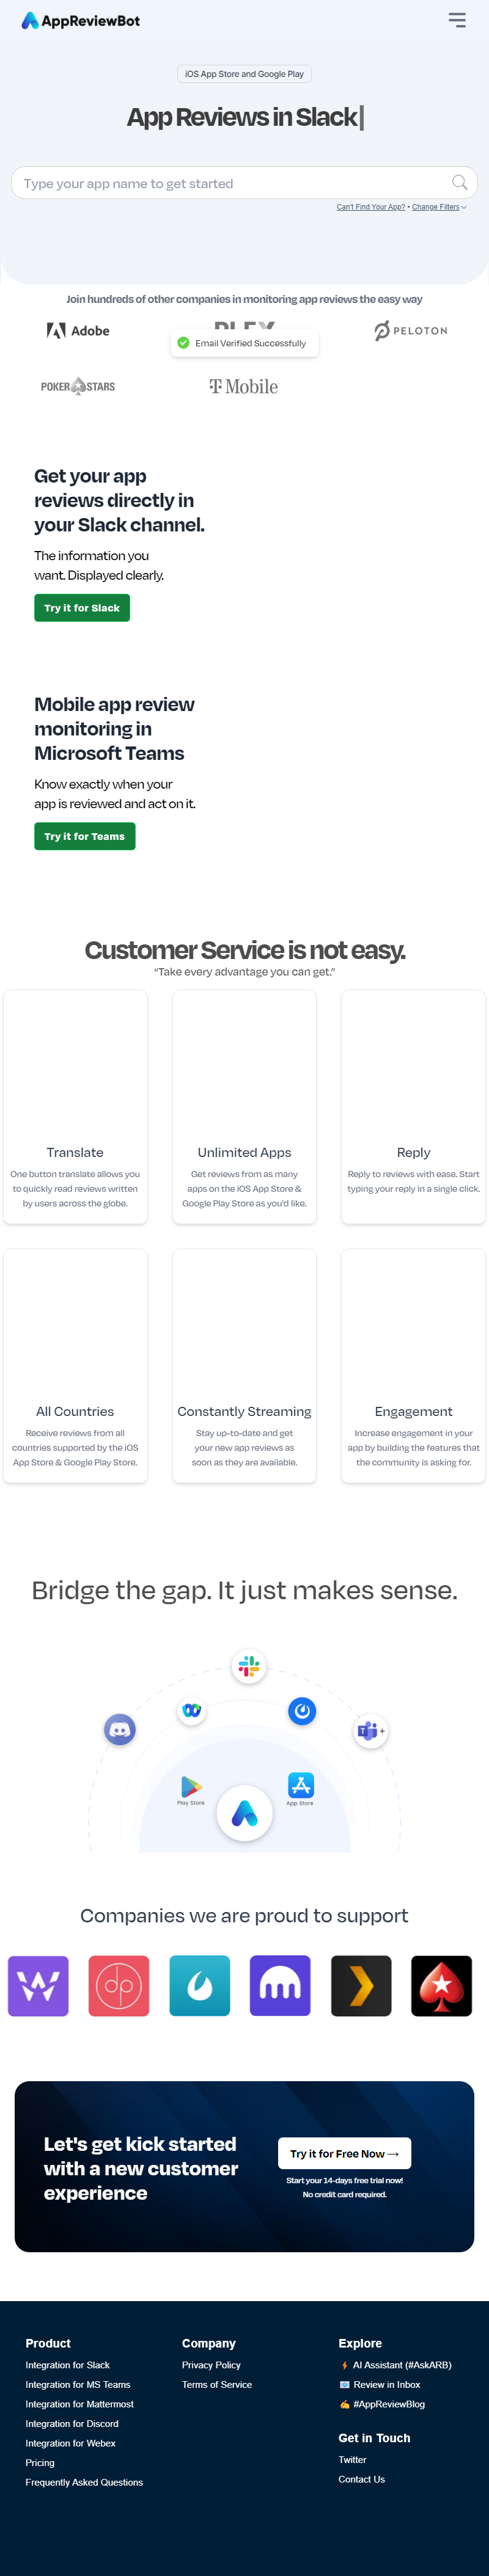 AppReviewBot
iOS App Store and Google Play
App Reviews in Slack
Type your app name to get started
Can't Find Your App? • Change Filters
Join hundreds of other companies in monitoring app reviews the easy way
Adobe
PLEX
PELOTON
Email Verified Successfully
POKERSTARS
T Mobile
Get your app
reviews directly in
your Slack channel.
The information you
want. Displayed clearly.
Try it for Slack
Mobile app review
monitoring in
Microsoft Teams
Know exactly when your
app is reviewed and act on it.
Try it for Teams
Customer Service is not easy.
“Take every advantage you can get.”
Translate
One button translate allows you
to quickly read reviews written
by users across the globe.
Unlimited Apps
Get reviews from as many
apps on the iOS App Store &
Google Play Store as you'd like.
Reply
Reply to reviews with ease. Start
typing your reply in a single click.
All Countries
Receive reviews from all
countries supported by the iOS
App Store & Google Play Store.
Constantly Streaming
Stay up-to-date and get
your new app reviews as
soon as they are available.
Engagement
Increase engagement in your
app by building the features that
the community is asking for.
Bridge the gap. It just makes sense.
T +
Play Store
App Store
Companies we are proud to support
dp
Let's get kick started
with a new customer
experience
Try it for Free Now →
Start your 14-days free trial now!
No credit card required.
Product
Integration for Slack
Integration for MS Teams
Integration for Mattermost
Integration for Discord
Integration for Webex
Pricing
Frequently Asked Questions
Company
Privacy Policy
Terms of Service
Explore
AI Assistant (#AskARB)
Review in Inbox
#AppReviewBlog
Get in Touch
Twitter
Contact Us